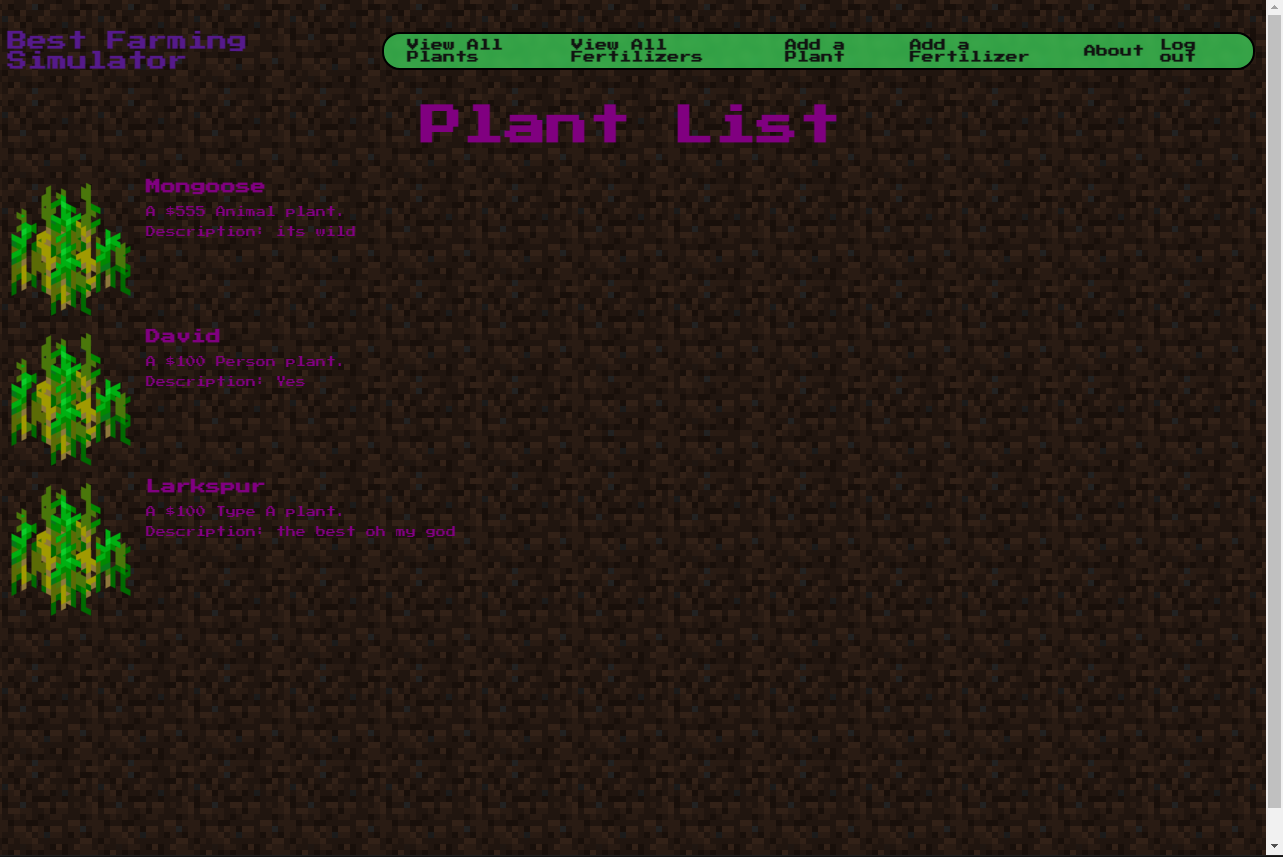 Best Farming
Simulator
View All
Plants
View All
Fertilizers
Add a
Plant
Add a
Fertilizer
About
Log
out
Plant List
Mongoose
A $555 Animal plant.
Description: its wild
David
A $100 Person plant.
Description: Yes
Larkspur
A $100 Type A plant.
Description: the best oh my god